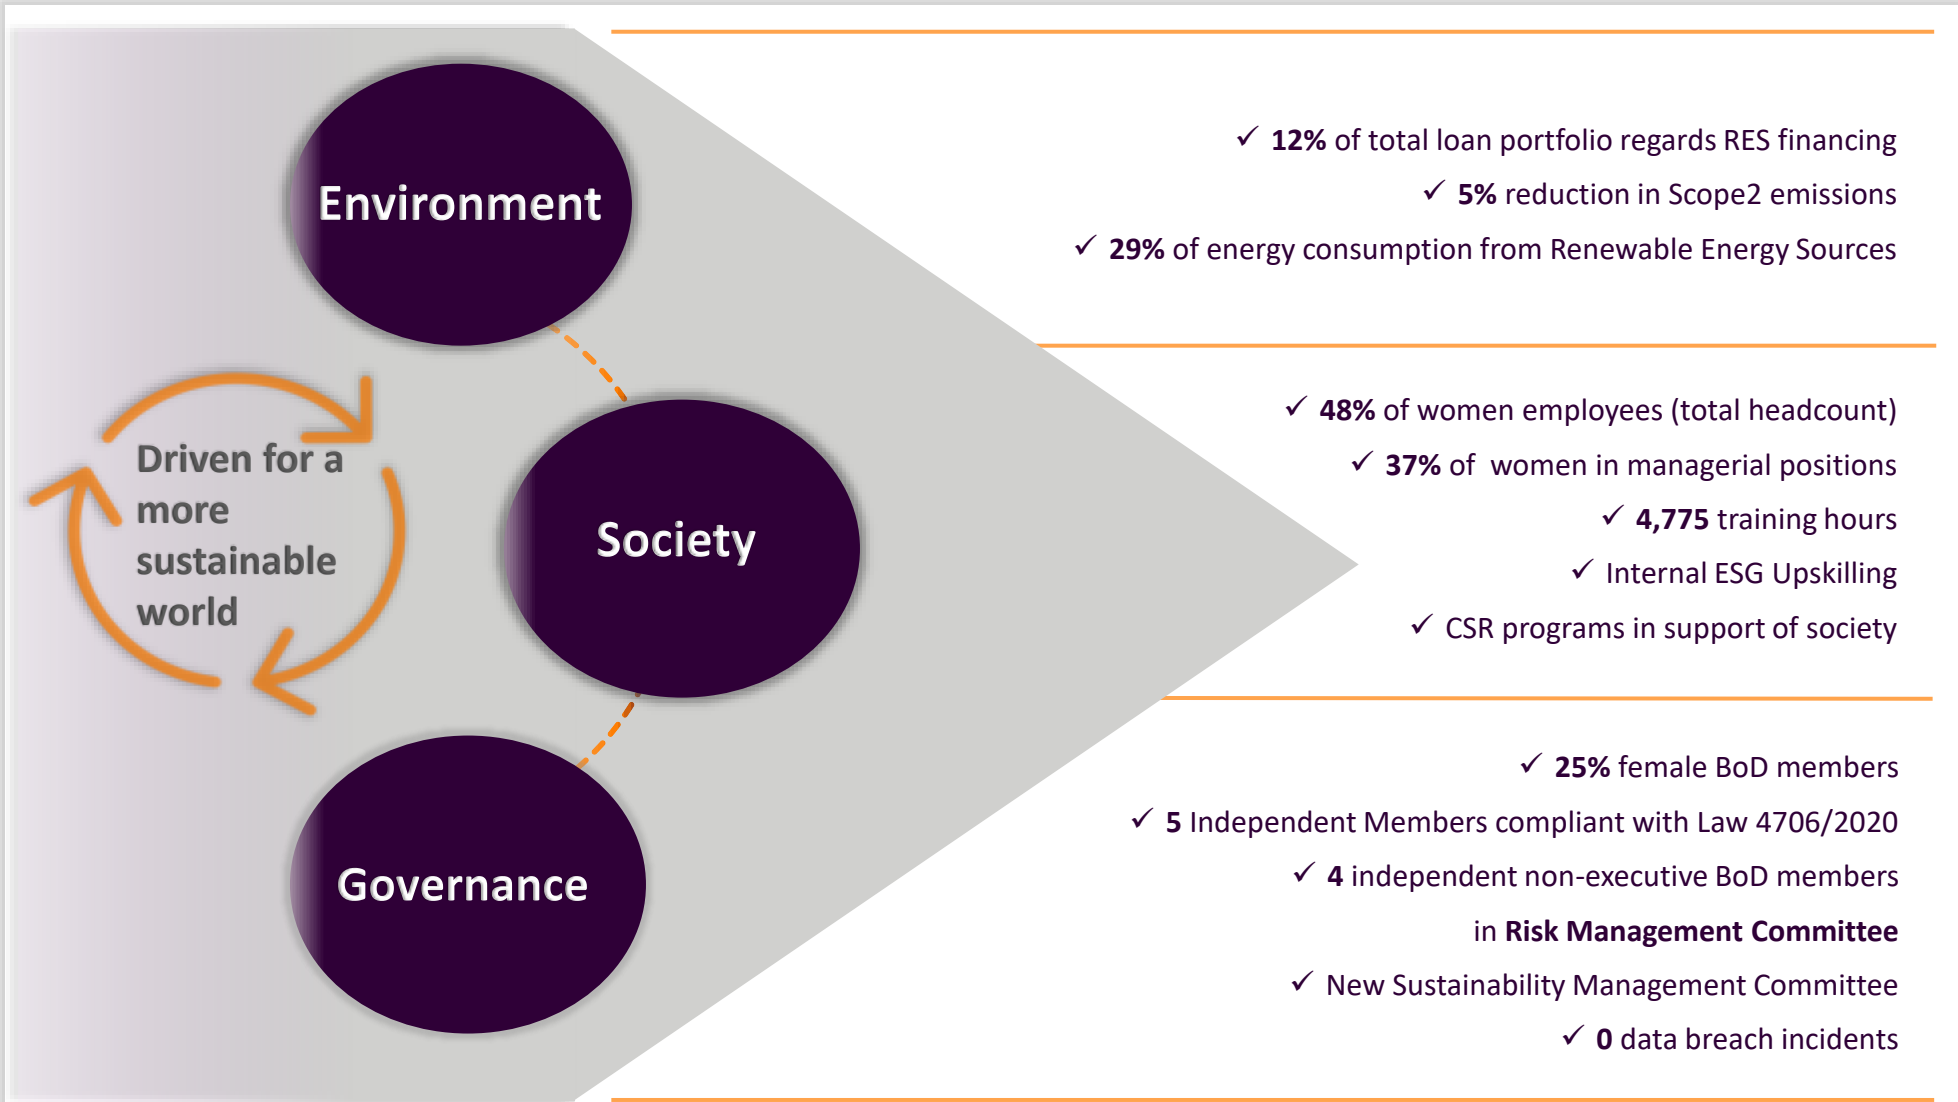 Environment
✓ 12% of total loan portfolio regards RES financing
✓ 5% reduction in Scope2 emissions
✓ 29% of energy consumption from Renewable Energy Sources
Driven for a
more
sustainable
world
Society
✓ 48% of women employees (total headcount)
✓ 37% of  women in managerial positions
✓ 4,775 training hours
✓ Internal ESG Upskilling
✓ CSR programs in support of society
Governance
✓ 25% female BoD members
✓ 5 Independent Members compliant with Law 4706/2020
✓ 4 independent non-executive BoD members
in Risk Management Committee
✓ New Sustainability Management Committee
✓ 0 data breach incidents